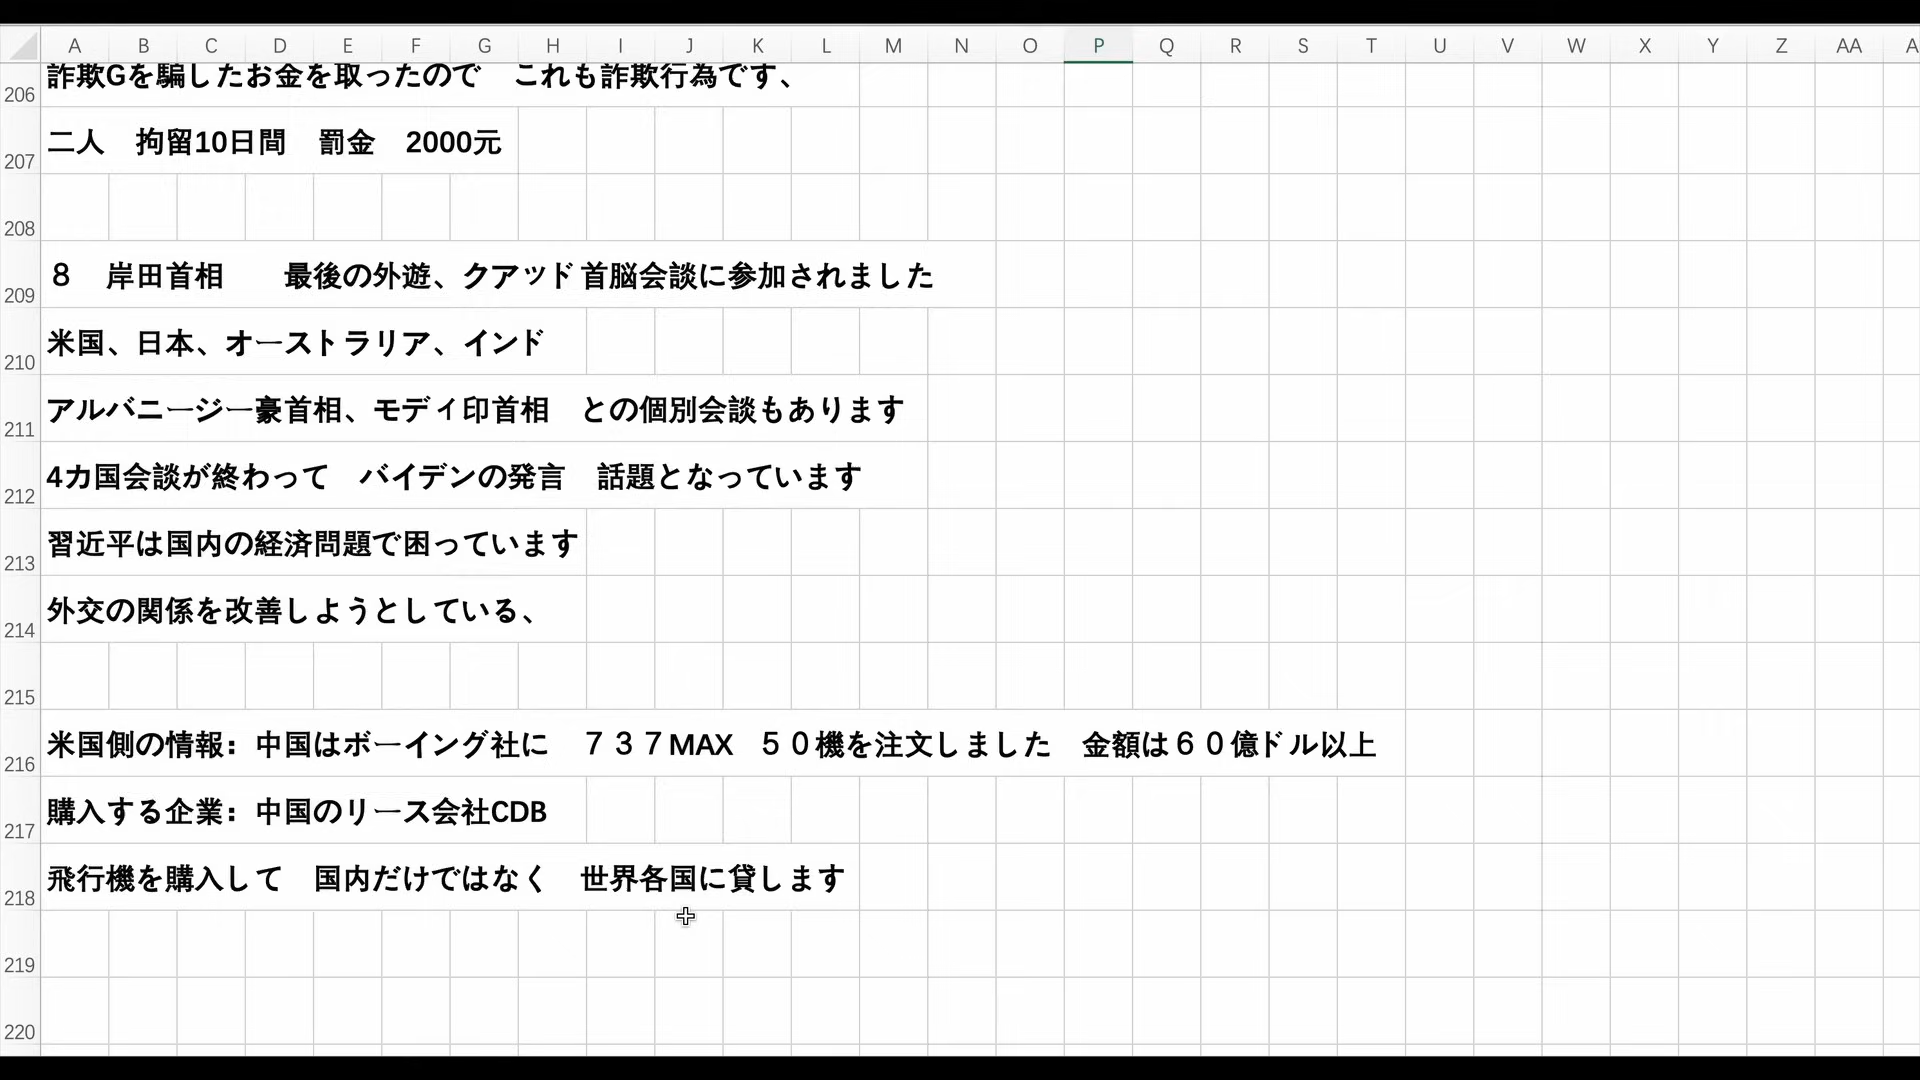 A B C D E F G H I J K L M N O P Q R S T U V W X Y Z AA A
206 詐欺Gを騙したお金を取ったので　これも詐欺行為です、
207 二人　拘留10日間　罰金　2000元
208
209 ８　岸田首相　　最後の外遊、クアッド首脳会談に参加されました
210 米国、日本、オーストラリア、インド
211 アルバニージー豪首相、モディ印首相　との個別会談もあります
212 4カ国会談が終わって　バイデンの発言　話題となっています
213 習近平は国内の経済問題で困っています
214 外交の関係を改善しようとしている、
215
216 米国側の情報：中国はボーイング社に　７３７MAX　５０機を注文しました　金額は６０億ドル以上
217 購入する企業：中国のリース会社CDB
218 飛行機を購入して　国内だけではなく　世界各国に貸します
219
220